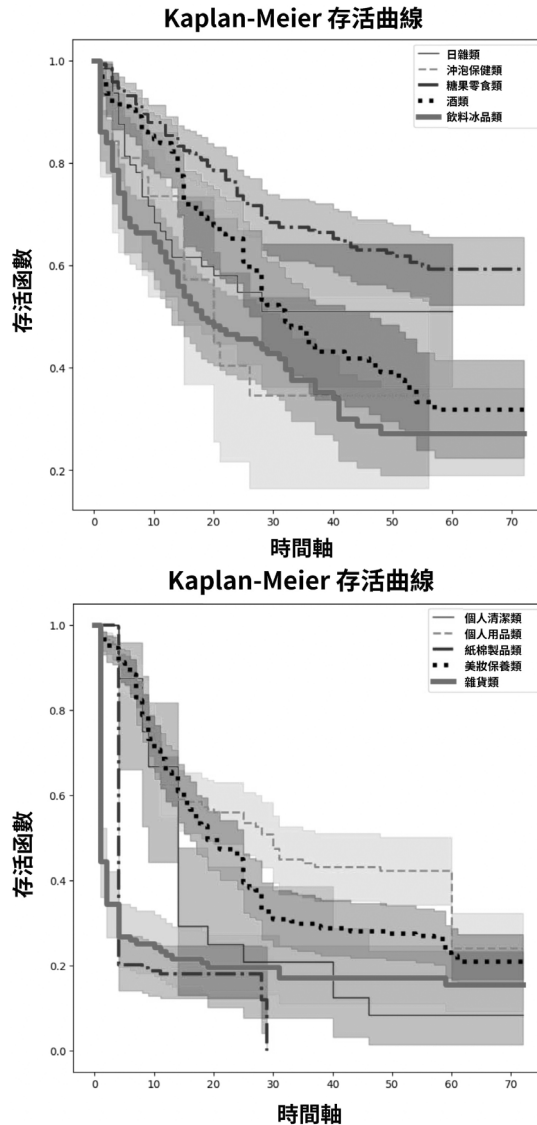 Kaplan-Meier 存活曲線
日雜類
沖泡保健類
糖果零食類
酒類
飲料冰品類
存活函數
1.0
0.8
0.6
0.4
0.2
0
10
20
30
40
50
60
70
時間軸
Kaplan-Meier 存活曲線
個人清潔類
個人用品類
紙棉製品類
美妝保養類
雜貨類
存活函數
1.0
0.8
0.6
0.4
0.2
0.0
0
10
20
30
40
50
60
70
時間軸